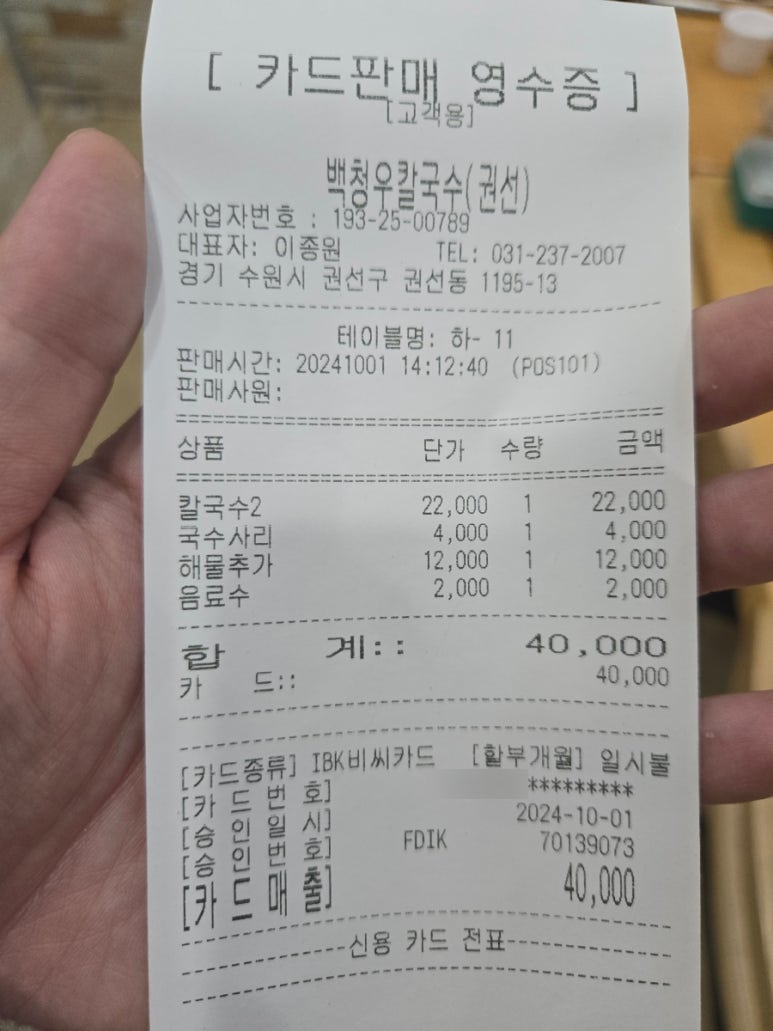 [ 카드판매 영수증 ]
[고객용]
백청우칼국수(권선)
사업자번호 : 193-25-00789
대표자: 이종원 TEL: 031-237-2007
경기 수원시 권선구 권선동 1195-13
테이블명: 하- 11
판매시간: 20241001 14:12:40 (POS101)
판매사원:
상품 단가 수량 금액
칼국수2 22,000 1 22,000
국수사리 4,000 1 4,000
해물추가 12,000 1 12,000
음료수 2,000 1 2,000
합 계:: 40,000
카 드:: 40,000
[카드종류] IBK비씨카드 [할부개월] 일시불
[카 드 번 호] *********
[승 인 일 시] 2024-10-01
[승 인 번 호] FDIK 70139073
[카 드 매 출] 40,000
신용 카드 전표